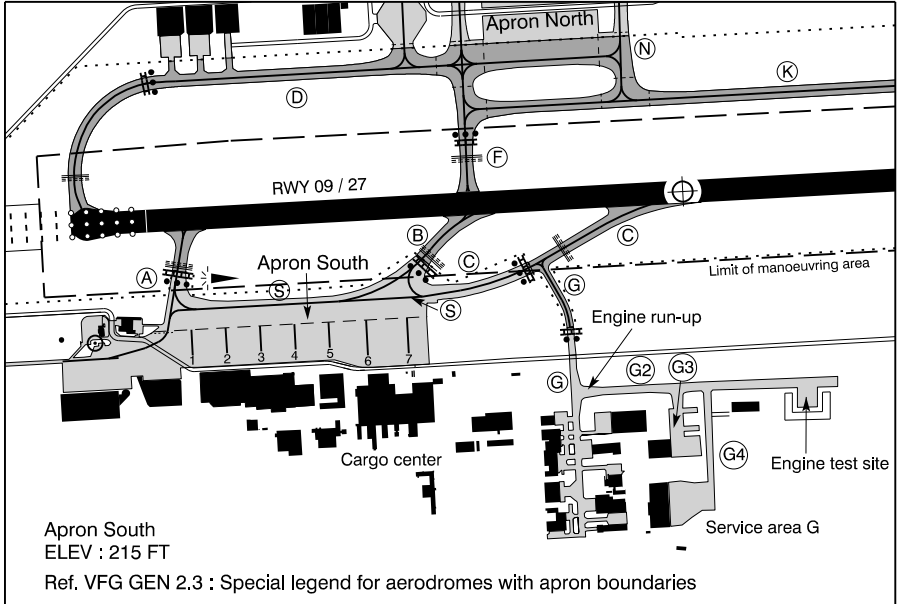 Apron North
N
K
D
F
RWY 09 / 27
B
C
C
A
Apron South
S
G
Limit of manoeuvring area
S
Engine run-up
1 2 3 4 5 6 7
G
G2
G3
Cargo center
G4
Engine test site
Service area G
Apron South
ELEV : 215 FT
Ref. VFG GEN 2.3 : Special legend for aerodromes with apron boundaries